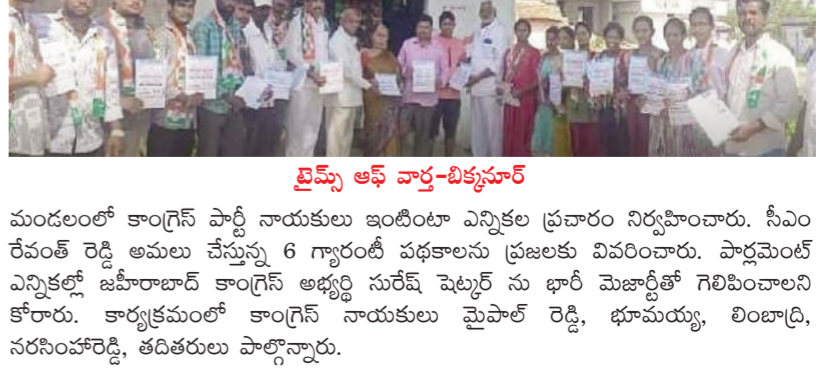 టైమ్స్ ఆఫ్ వార్త-బిక్కనూర్
మండలంలో కాంగ్రెస్ పార్టీ నాయకులు ఇంటింటా ఎన్నికల ప్రచారం నిర్వహించారు. సీఎం
రేవంత్ రెడ్డి అమలు చేస్తున్న 6 గ్యారంటీ పథకాలను ప్రజలకు వివరించారు. పార్లమెంట్
ఎన్నికల్లో జహీరాబాద్ కాంగ్రెస్ అభ్యర్థి సురేష్ షెట్కర్ ను భారీ మెజార్టీతో గెలిపించాలని
కోరారు. కార్యక్రమంలో కాంగ్రెస్ నాయకులు మైపాల్ రెడ్డి, భూమయ్య, లింబాద్రి,
నరసింహారెడ్డి, తదితరులు పాల్గొన్నారు.